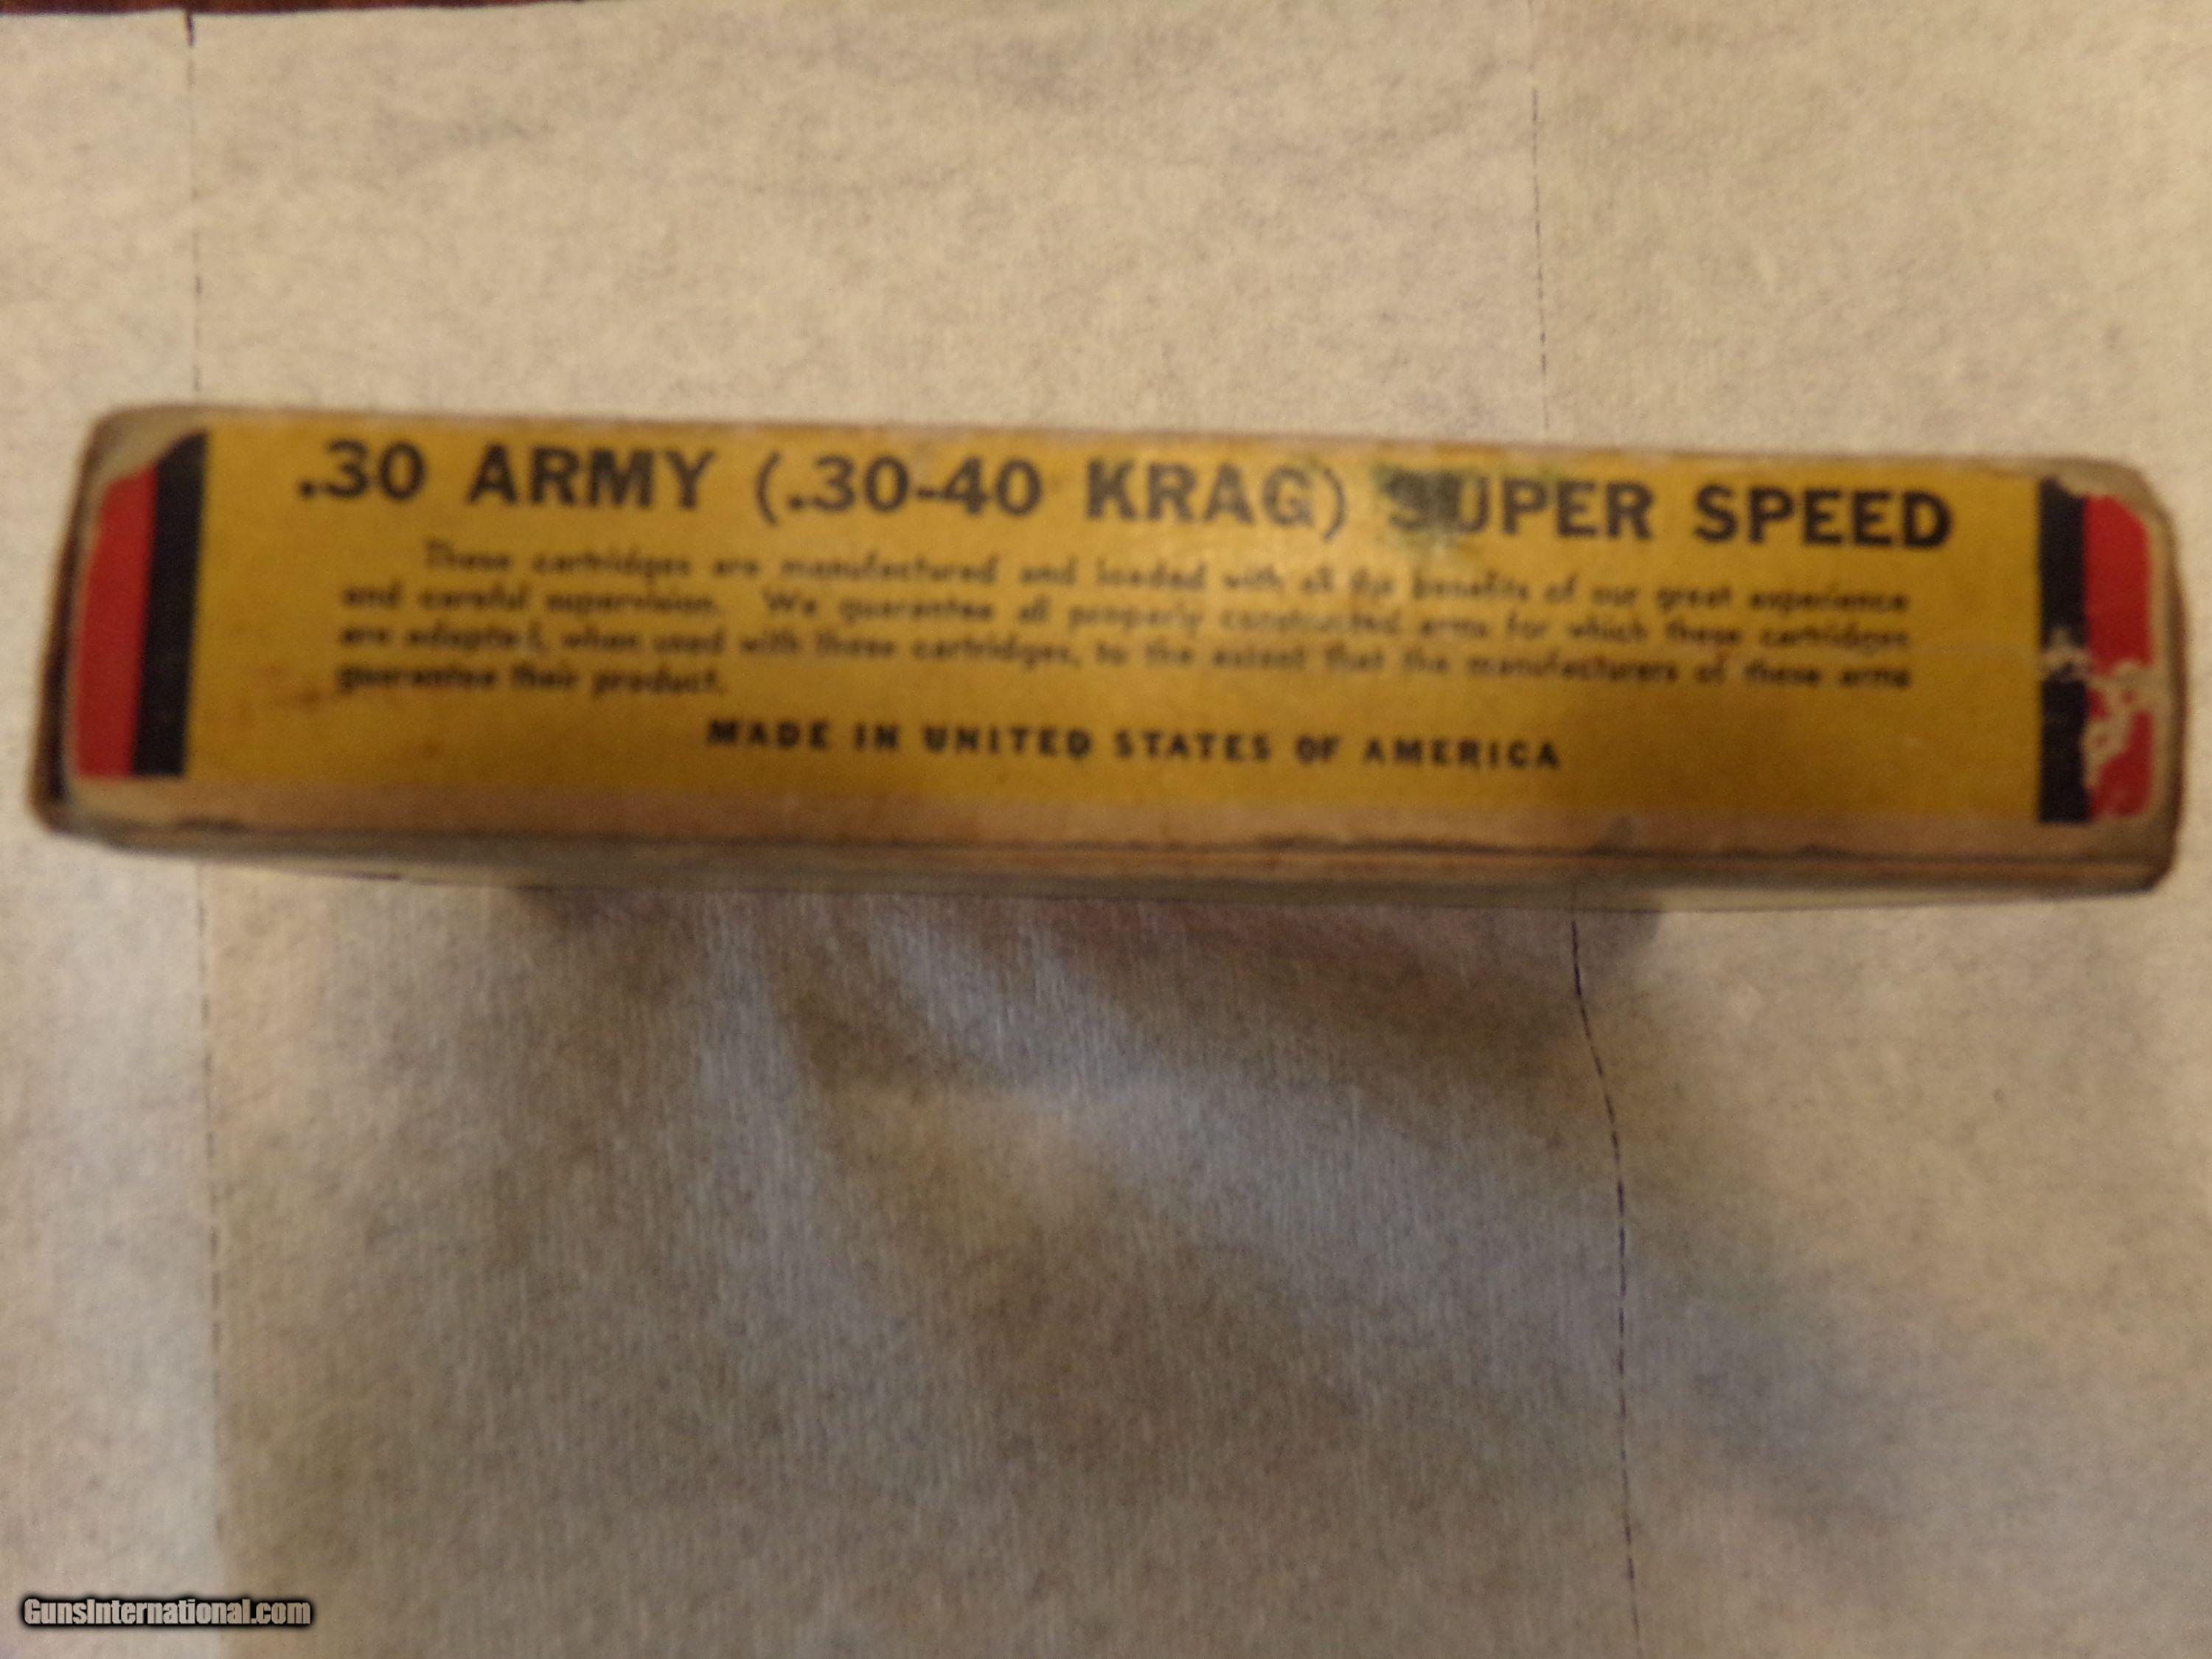 .30 ARMY (.30-40 KRAG) SUPER SPEED
These cartridges are manufactured and loaded with all the benefits of our great experience
and careful supervision. We guarantee all properly constructed arms for which these cartridges
are adapted, when used with these cartridges, to the extent that the manufacturers of these arms
guarantee their product.
MADE IN UNITED STATES OF AMERICA
GunsInternational.com